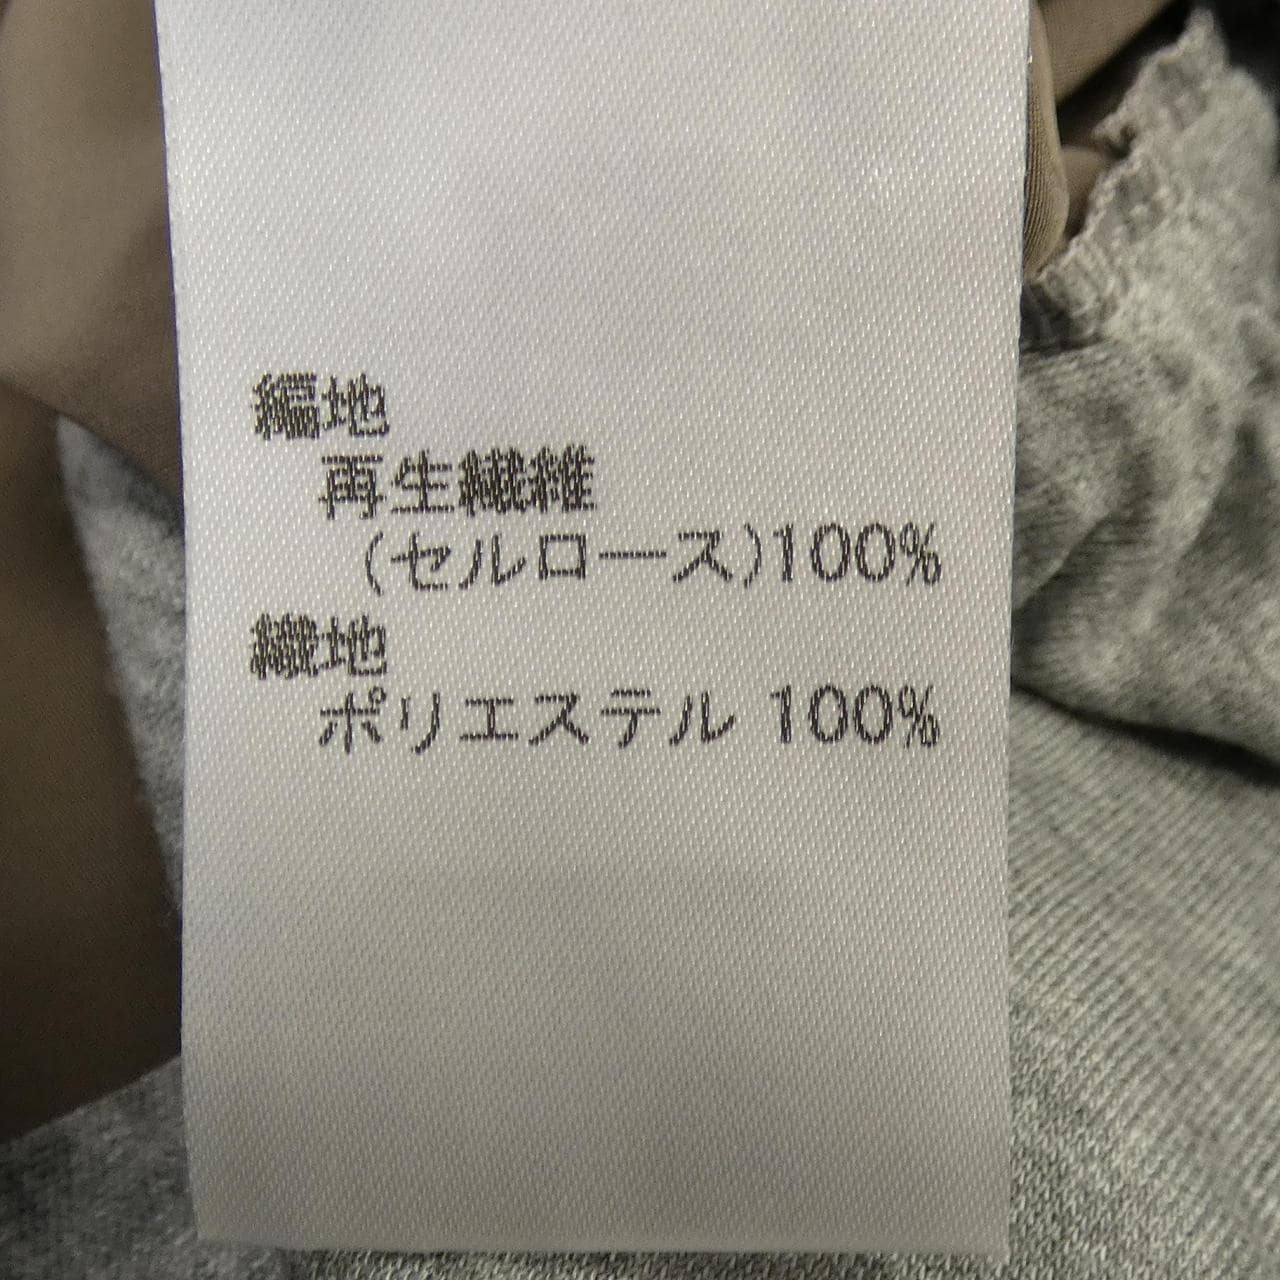 編地
再生繊維
(セルロース)100%
織地
ポリエステル 100%